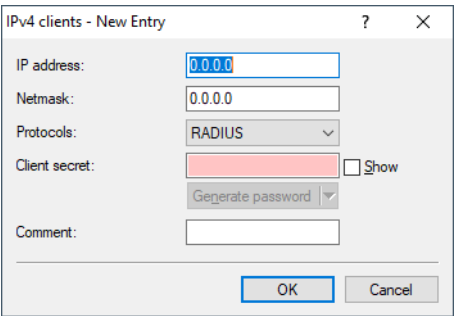 IPv4 clients - New Entry ?
IP address: 0.0.0.0
Netmask: 0.0.0.0
Protocols: RADIUS
Client secret: Show
Generate password
Comment:
OK Cancel